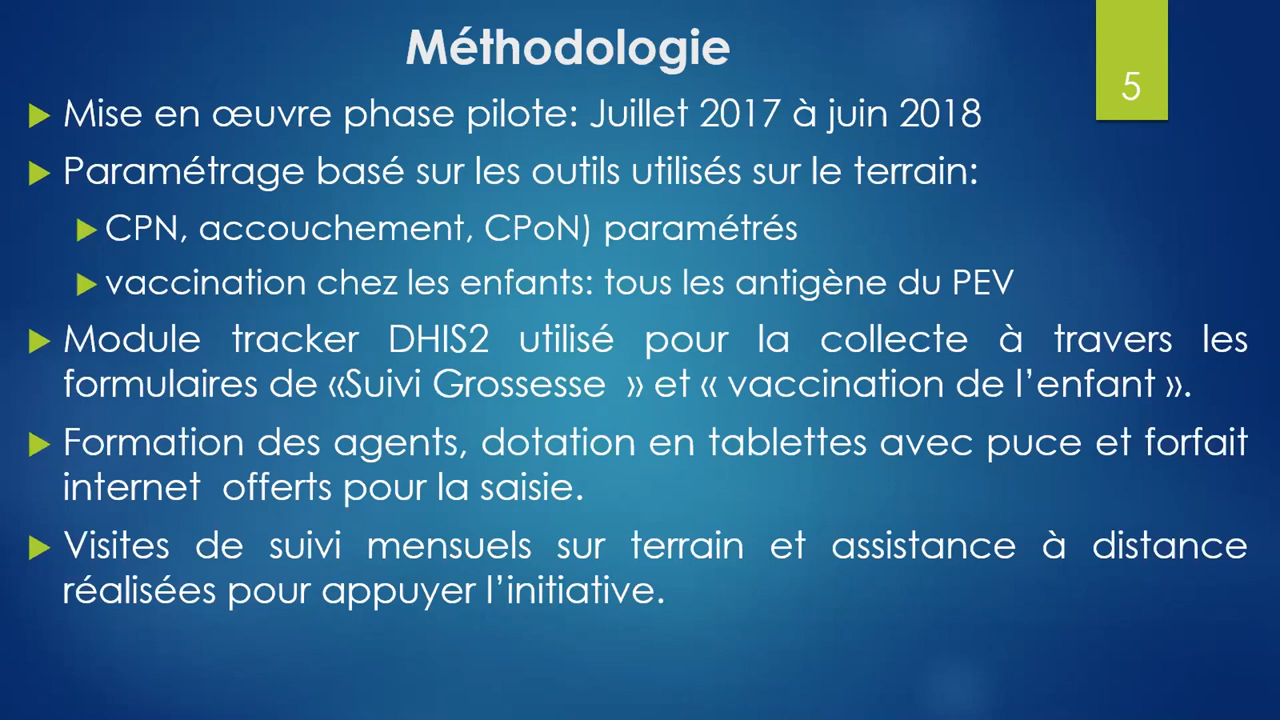 Méthodologie
5
Mise en œuvre phase pilote: Juillet 2017 à juin 2018
Paramétrage basé sur les outils utilisés sur le terrain:
CPN, accouchement, CPoN) paramétrés
vaccination chez les enfants: tous les antigène du PEV
Module tracker DHIS2 utilisé pour la collecte à travers les
formulaires de «Suivi Grossesse  » et « vaccination de l’enfant ».
Formation des agents, dotation en tablettes avec puce et forfait
internet  offerts pour la saisie.
Visites de suivi mensuels sur terrain et assistance à distance
réalisées pour appuyer l’initiative.